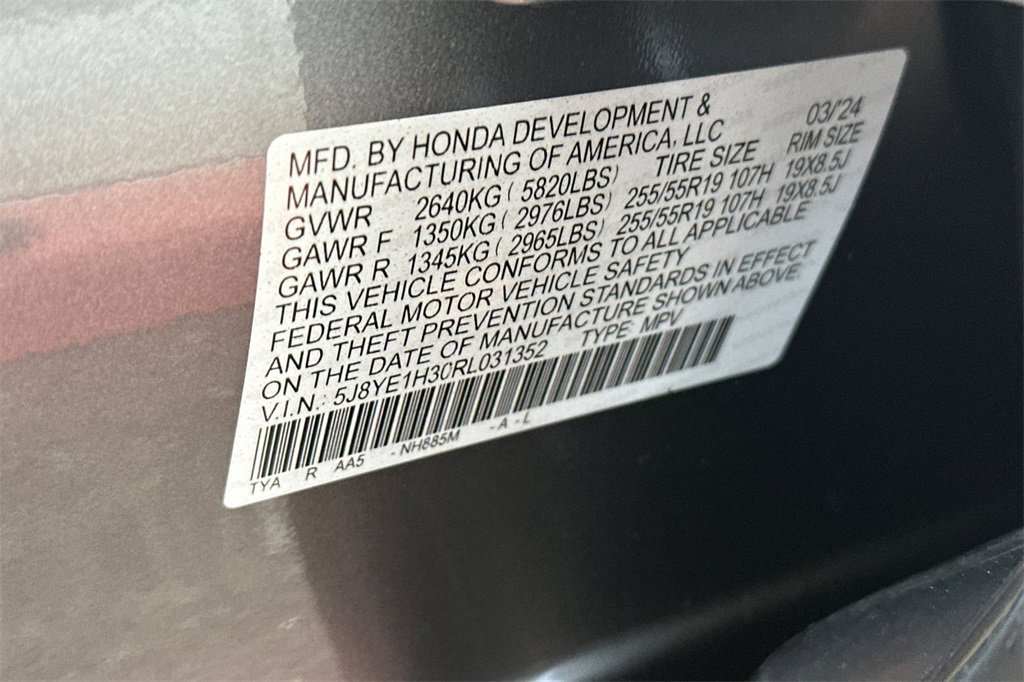 MFD. BY HONDA DEVELOPMENT &
MANUFACTURING OF AMERICA, LLC 03/'24
GVWR 2640KG ( 5820LBS) TIRE SIZE RIM SIZE
GAWR F 1350KG ( 2976LBS) 255/55R19 107H 19X8.5J
GAWR R 1345KG ( 2965LBS) 255/55R19 107H 19X8.5J
THIS VEHICLE CONFORMS TO ALL APPLICABLE
FEDERAL MOTOR VEHICLE SAFETY
AND THEFT PREVENTION STANDARDS IN EFFECT
ON THE DATE OF MANUFACTURE SHOWN ABOVE.
V.I.N.: 5J8YE1H30RL031352 TYPE: MPV
TYA R AA5 - NH885M - A - L